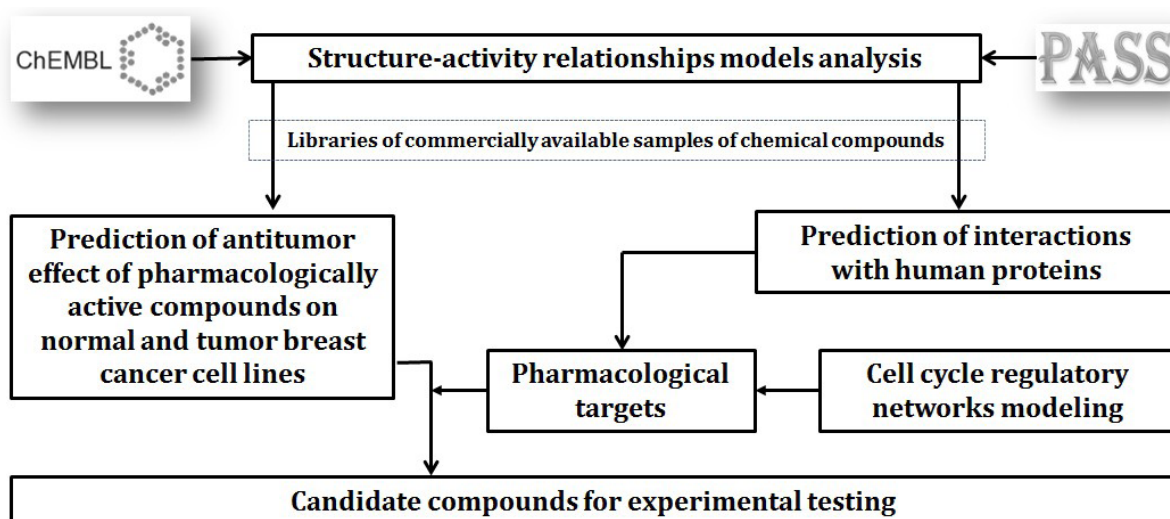 ChEMBL
Structure-activity relationships models analysis
PASS
Libraries of commercially available samples of chemical compounds
Prediction of antitumor
effect of pharmacologically
active compounds on
normal and tumor breast
cancer cell lines
Prediction of interactions
with human proteins
Pharmacological
targets
Cell cycle regulatory
networks modeling
Candidate compounds for experimental testing